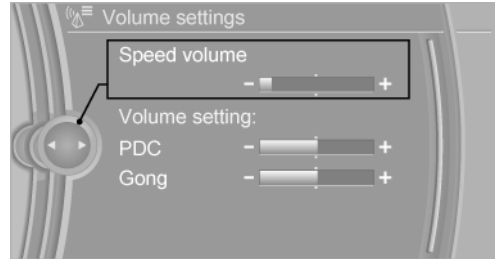 Volume settings
Speed volume
- +
Volume setting:
PDC - +
Gong - +